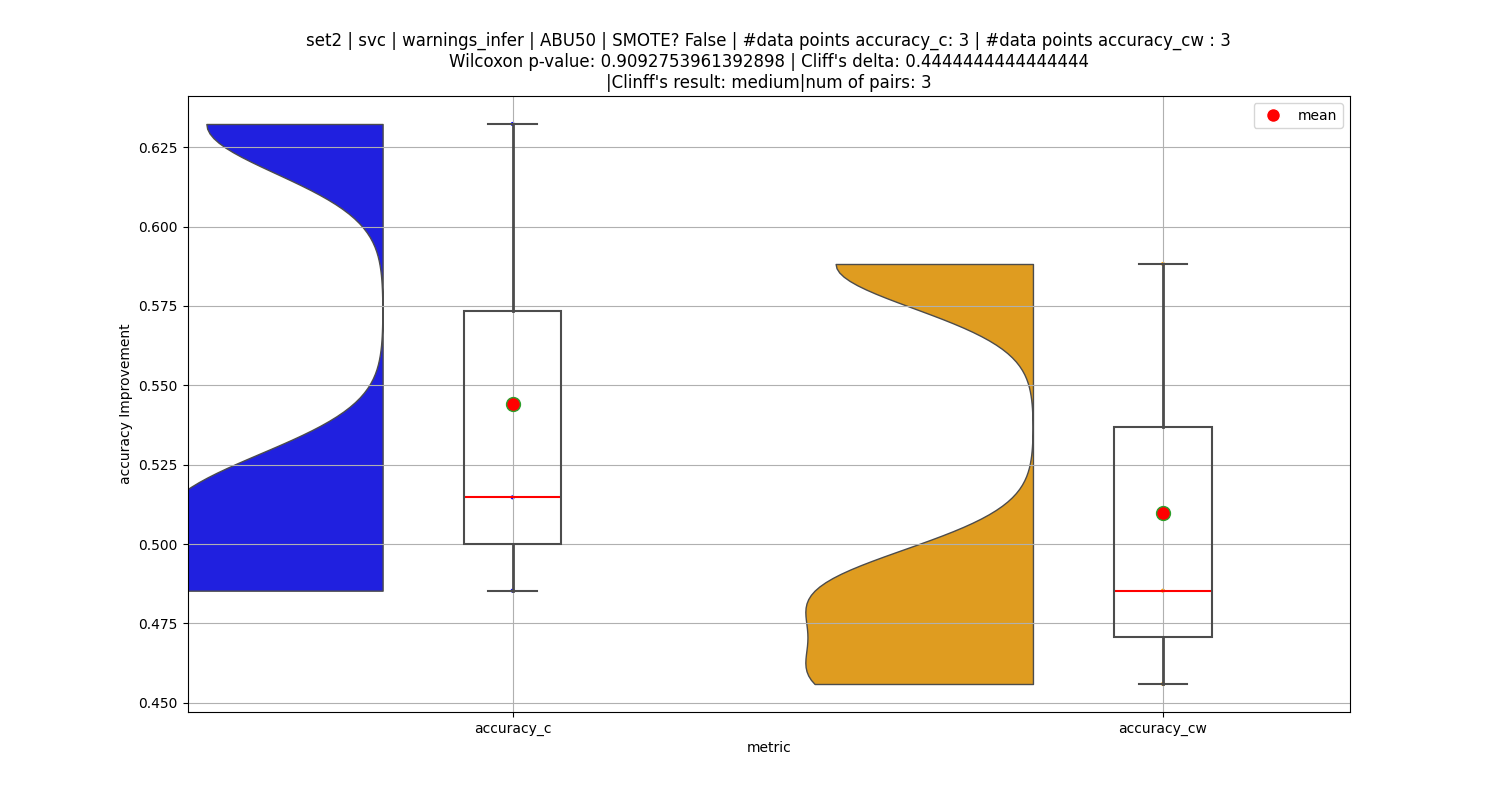 set2 | svc | warnings_infer | ABU50 | SMOTE? False | #data points accuracy_c: 3 | #data points accuracy_cw : 3
Wilcoxon p-value: 0.9092753961392898 | Cliff's delta: 0.4444444444444444
|Clinff's result: medium|num of pairs: 3
mean
0.625
0.600
0.575
0.550
0.525
0.500
0.475
0.450
accuracy Improvement
accuracy_c
accuracy_cw
metric